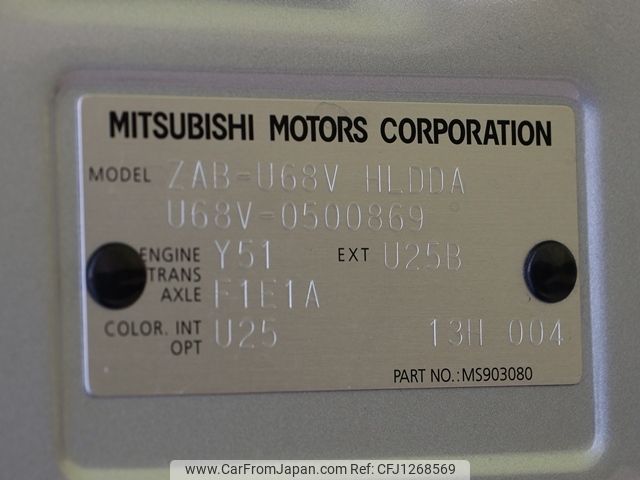 MITSUBISHI MOTORS CORPORATION
MODEL ZAB-U68V HLDDA
U68V-0500869
ENGINE Y51 EXT U25B
TRANS
AXLE F1E1A
COLOR. INT U25 13H 004
OPT
PART NO.:MS903080
www.CarFromJapan.com | CFJ1268569